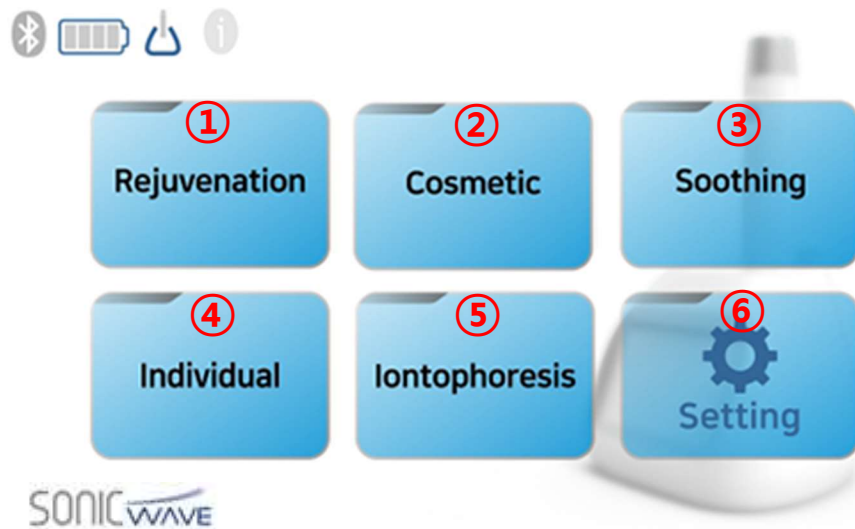 ① ② ③
Rejuvenation Cosmetic Soothing
④ ⑤ ⑥
Individual Iontophoresis Setting
SONIC WAVE